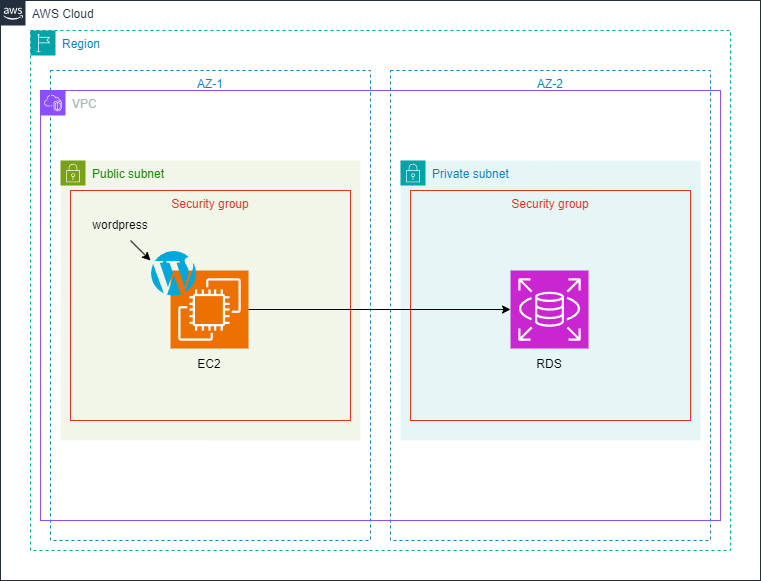 aws
AWS Cloud
Region
AZ-1
AZ-2
VPC
Public subnet
Private subnet
Security group
Security group
wordpress
W
EC2
RDS